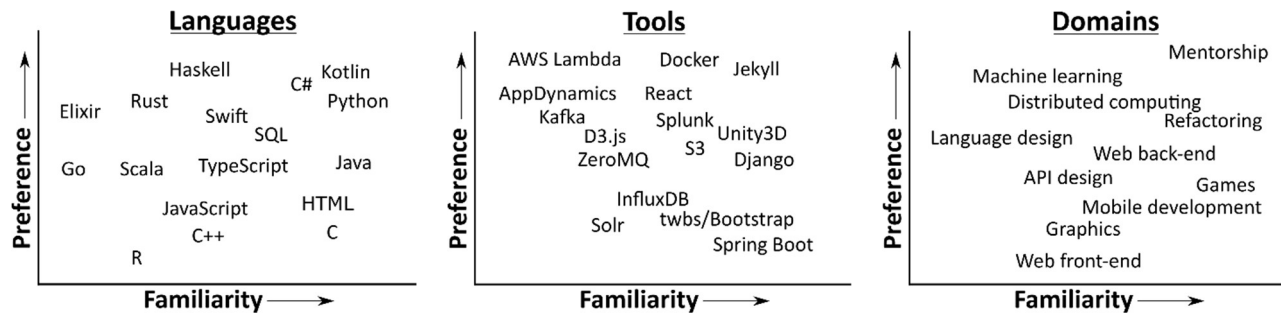 Languages
Preference
Haskell
Kotlin
C#
Python
Rust
Elixir
Swift
SQL
Go
Scala
TypeScript
Java
JavaScript
HTML
C++
C
R
Familiarity
Tools
Preference
AWS Lambda
Docker
Jekyll
AppDynamics
React
Kafka
Splunk
D3.js
Unity3D
S3
ZeroMQ
Django
InfluxDB
Solr
twbs/Bootstrap
Spring Boot
Familiarity
Domains
Preference
Mentorship
Machine learning
Distributed computing
Refactoring
Language design
Web back-end
API design
Games
Mobile development
Graphics
Web front-end
Familiarity